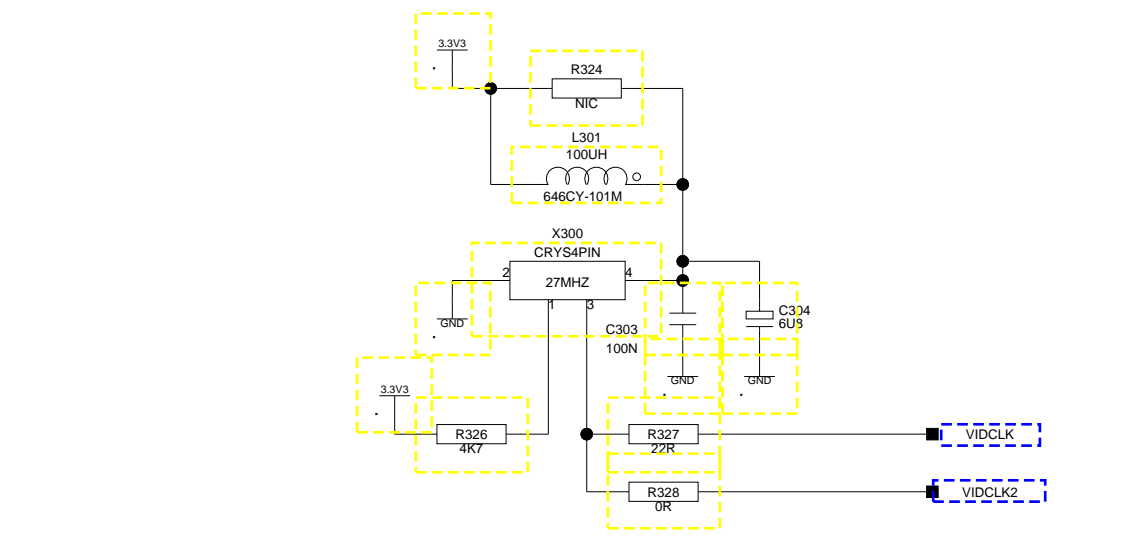 3.3V3
R324
NIC
L301
100UH
646CY-101M
X300
CRYS4PIN
2
27MHZ
4
1
3
GND
C303
100N
C304
6U8
GND
GND
3.3V3
R326
4K7
R327
22R
VIDCLK
R328
0R
VIDCLK2